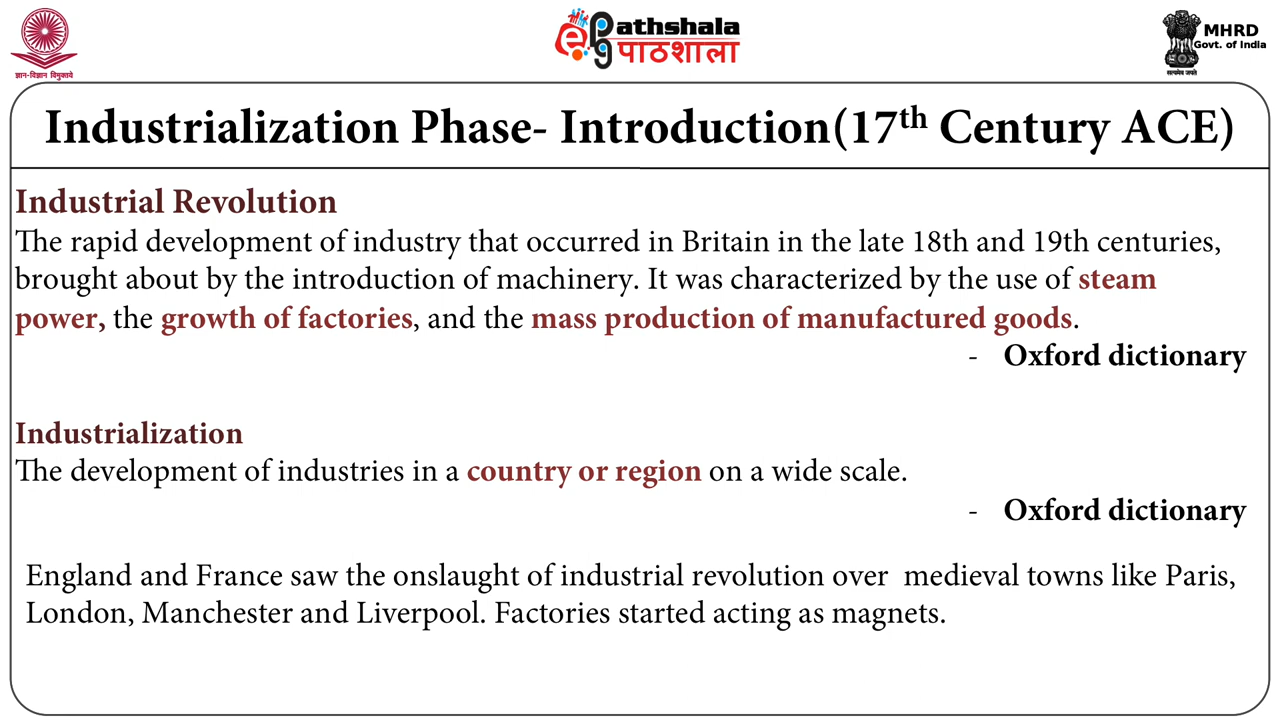 ज्ञान-विज्ञान विमुक्तये
ePg Pathshala
पाठशाला
MHRD
Govt. of India
सत्यमेव जयते
Industrialization Phase- Introduction(17th Century ACE)
Industrial Revolution
The rapid development of industry that occurred in Britain in the late 18th and 19th centuries,
brought about by the introduction of machinery. It was characterized by the use of steam
power, the growth of factories, and the mass production of manufactured goods.
- Oxford dictionary
Industrialization
The development of industries in a country or region on a wide scale.
- Oxford dictionary
England and France saw the onslaught of industrial revolution over  medieval towns like Paris,
London, Manchester and Liverpool. Factories started acting as magnets.